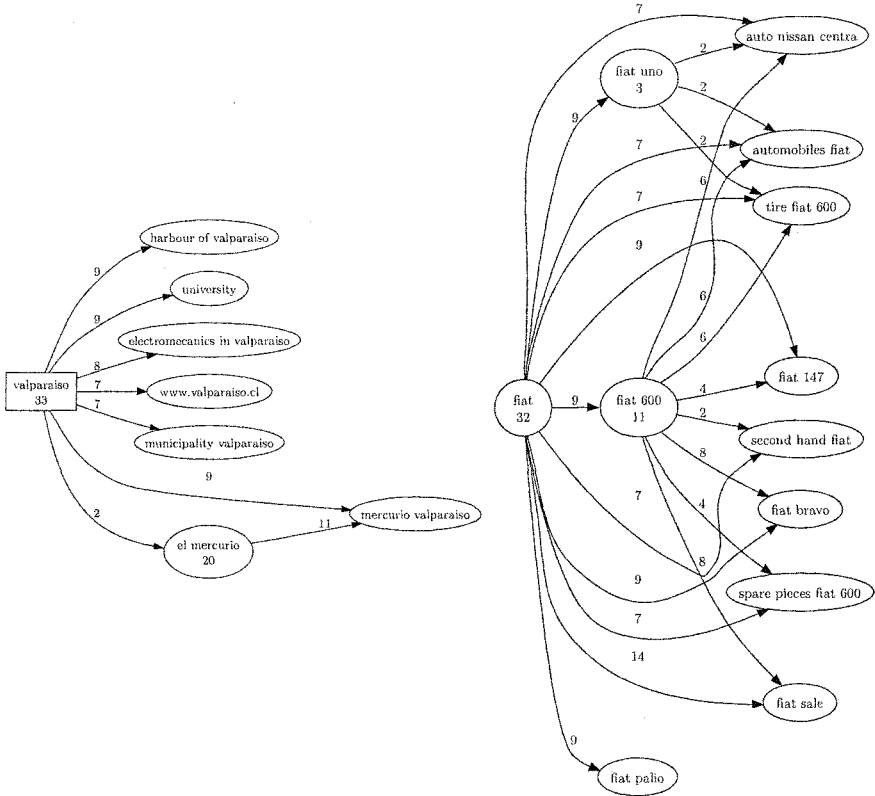 harbour of valparaiso
9
university
9
electromecanics in valparaiso
8
valparaiso
33
7
www.valparaiso.cl
7
municipality valparaiso
9
mercurio valparaiso
2
11
el mercurio
20
7
auto nissan centra
2
fiat uno
3
2
9
2
7
automobiles fiat
6
7
tire fiat 600
9
6
6
fiat 147
4
fiat
32
9
fiat 600
11
2
second hand fiat
8
7
4
fiat bravo
8
9
spare pieces fiat 600
7
14
fiat sale
9
fiat palio